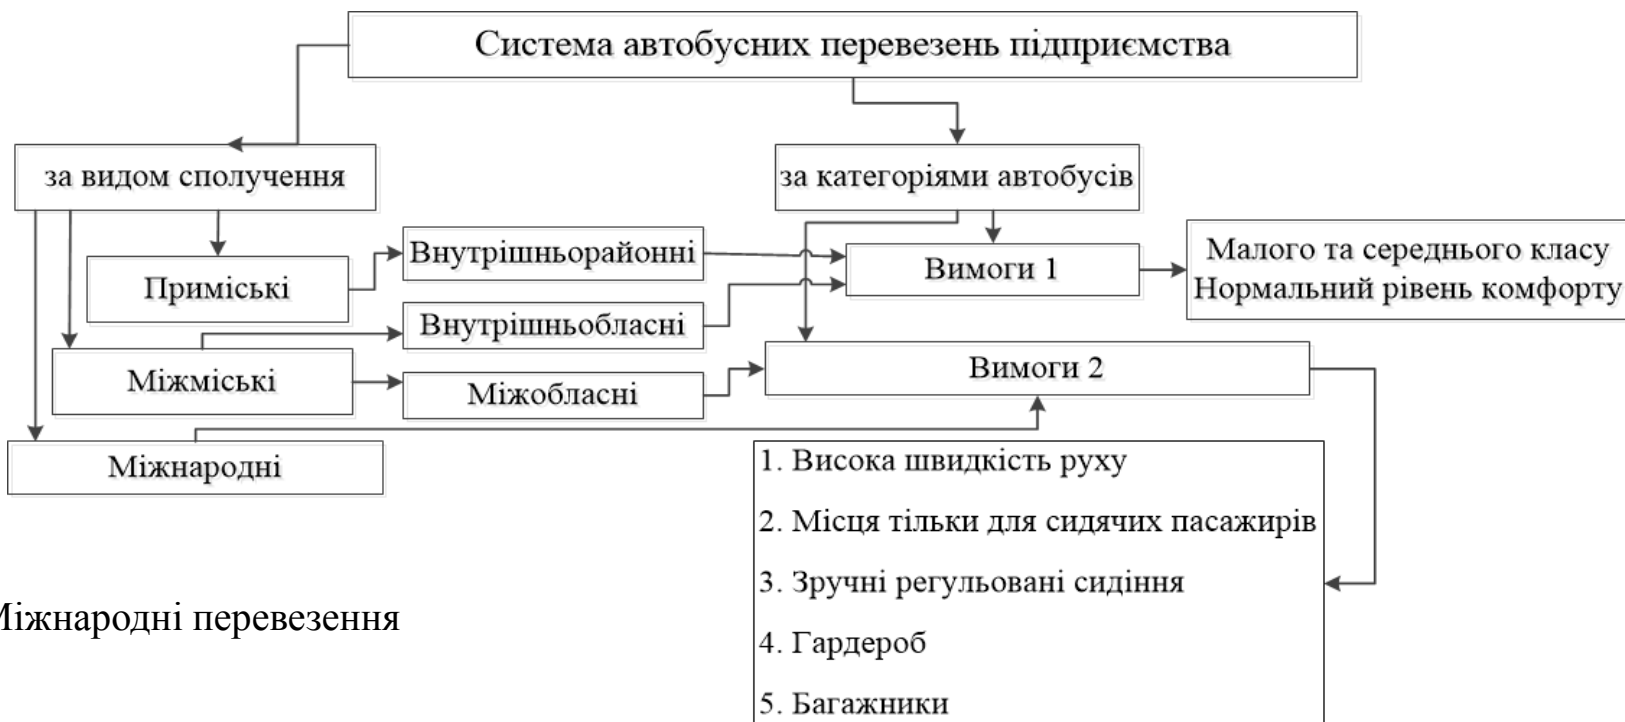 Система автобусних перевезень підприємства
за видом сполучення
за категоріями автобусів
Приміські
Внутрішньорайонні
Вимоги 1
Малого та середнього класу
Нормальний рівень комфорту
Внутрішньобласні
Міжміські
Міжобласні
Вимоги 2
Міжнародні
1. Висока швидкість руху
2. Місця тільки для сидячих пасажирів
3. Зручні регульовані сидіння
4. Гардероб
5. Багажники
Міжнародні перевезення